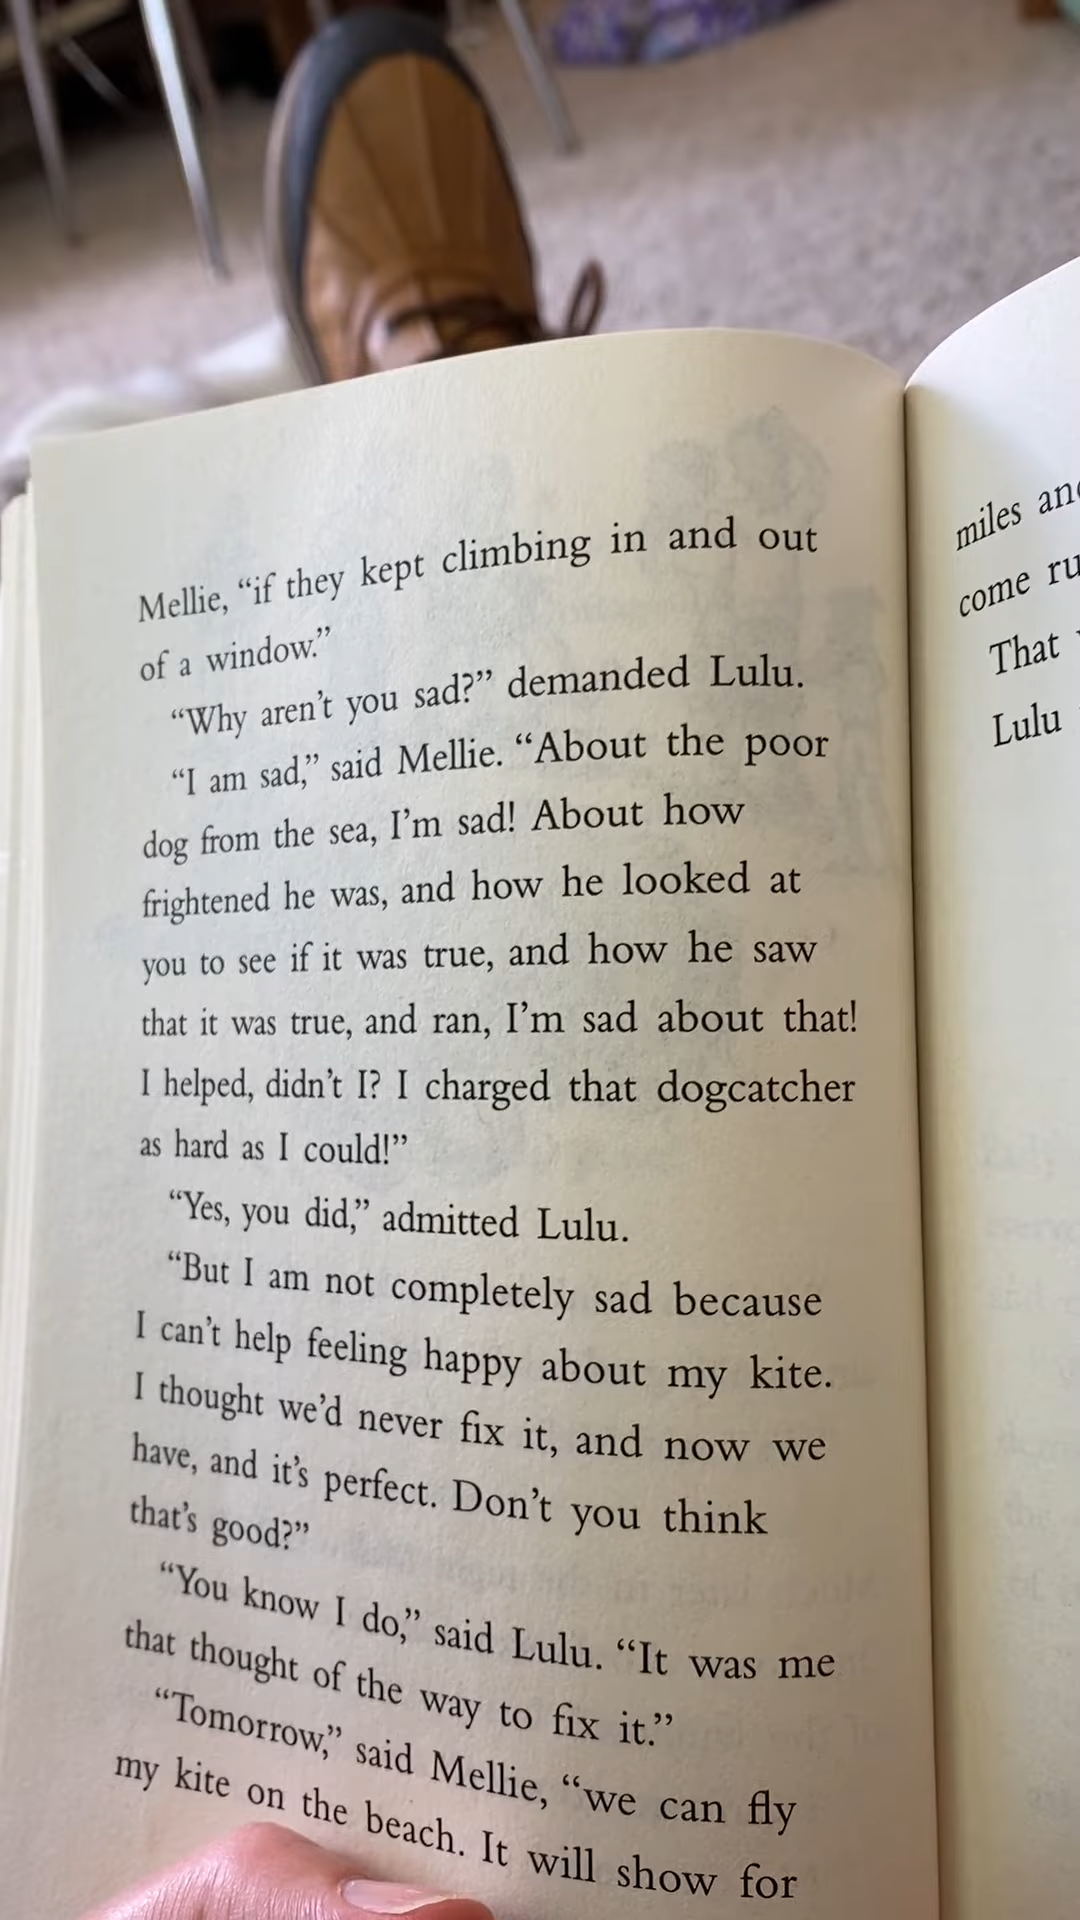 Mellie, “if they kept climbing in and out
of a window.”
“Why aren’t you sad?” demanded Lulu.
“I am sad,” said Mellie. “About the poor
dog from the sea, I’m sad! About how
frightened he was, and how he looked at
you to see if it was true, and how he saw
that it was true, and ran, I’m sad about that!
I helped, didn’t I? I charged that dogcatcher
as hard as I could!”
“Yes, you did,” admitted Lulu.
“But I am not completely sad because
I can’t help feeling happy about my kite.
I thought we’d never fix it, and now we
have, and it’s perfect. Don’t you think
that’s good?”
“You know I do,” said Lulu. “It was me
that thought of the way to fix it.”
“Tomorrow,” said Mellie, “we can fly
my kite on the beach. It will show for
miles
come
That
Lulu